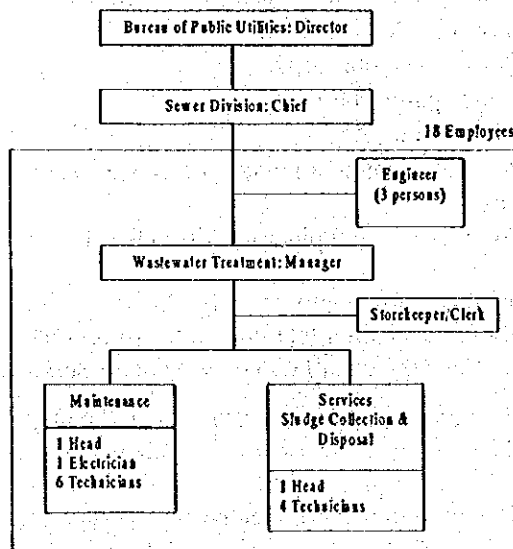 Bureau of Public Utilities: Director
Sewer Division: Chief
18 Employees
Engineer
(3 persons)
Wastewater Treatment: Manager
Storekeeper/Clerk
Maintenance
1 Head
1 Electrician
6 Technicians
Services
Sludge Collection &
Disposal
1 Head
4 Technicians